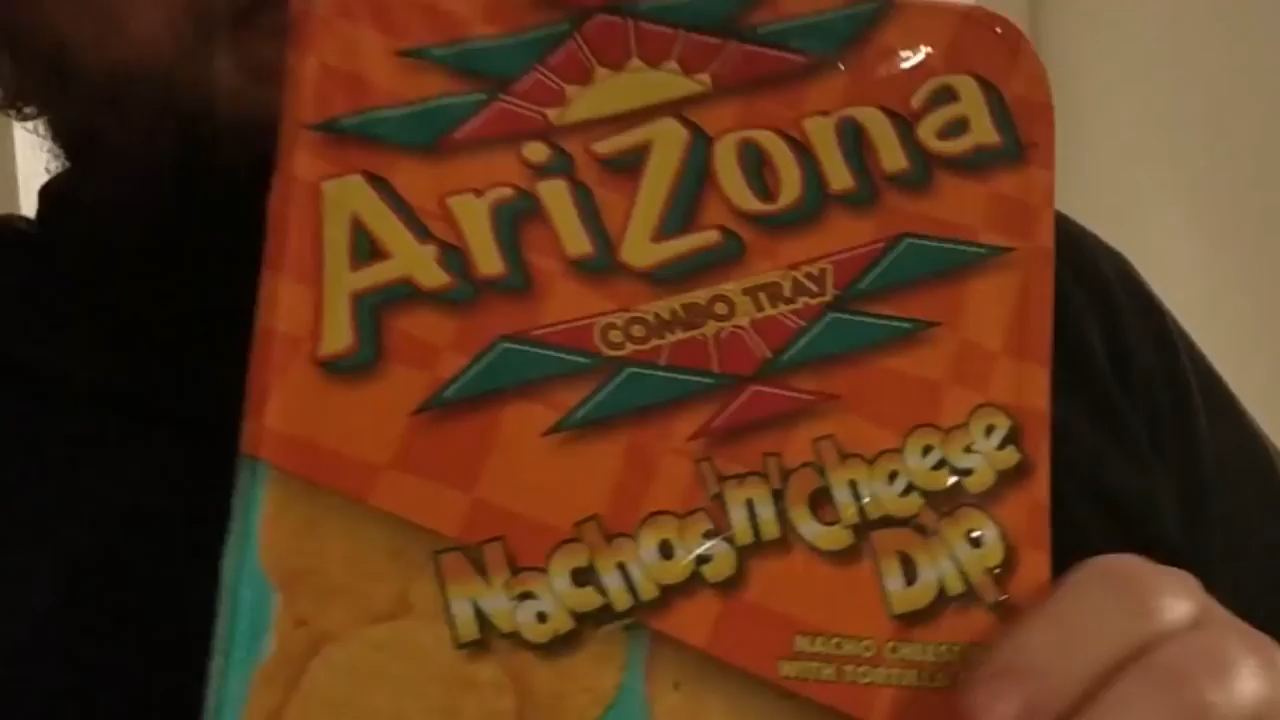 AriZona
COMBO TRAY
Nachos 'n' Cheese
Dip
NACHO CHEESE
WITH TORTILLA